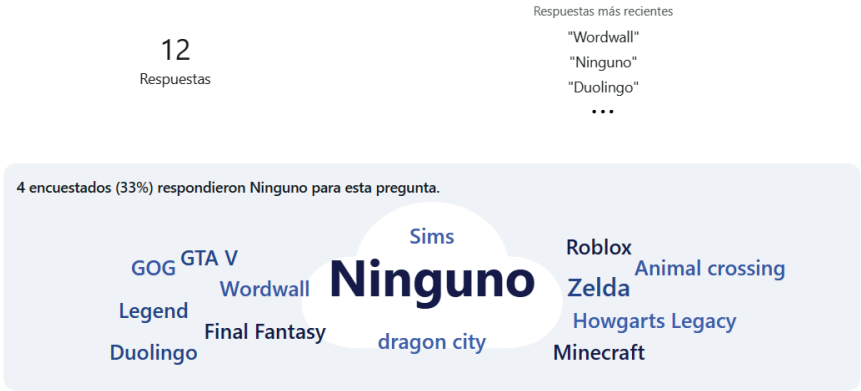 12
Respuestas
Respuestas más recientes
"Wordwall"
"Ninguno"
"Duolingo"
...
4 encuestados (33%) respondieron Ninguno para esta pregunta.
Sims
Roblox
GTA V
GOG
Animal crossing
Ninguno
Wordwall
Zelda
Legend
Howgarts Legacy
Final Fantasy
dragon city
Duolingo
Minecraft